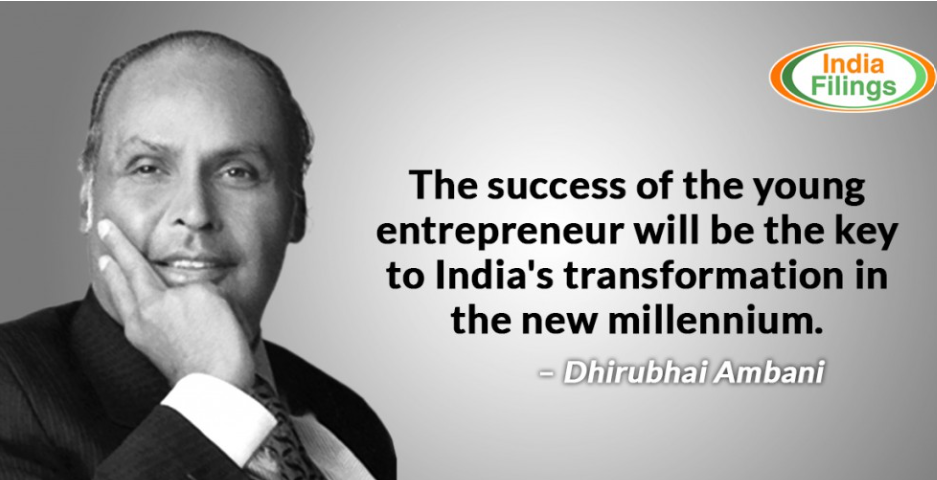 India
Filings
The success of the young
entrepreneur will be the key
to India's transformation in
the new millennium.
– Dhirubhai Ambani